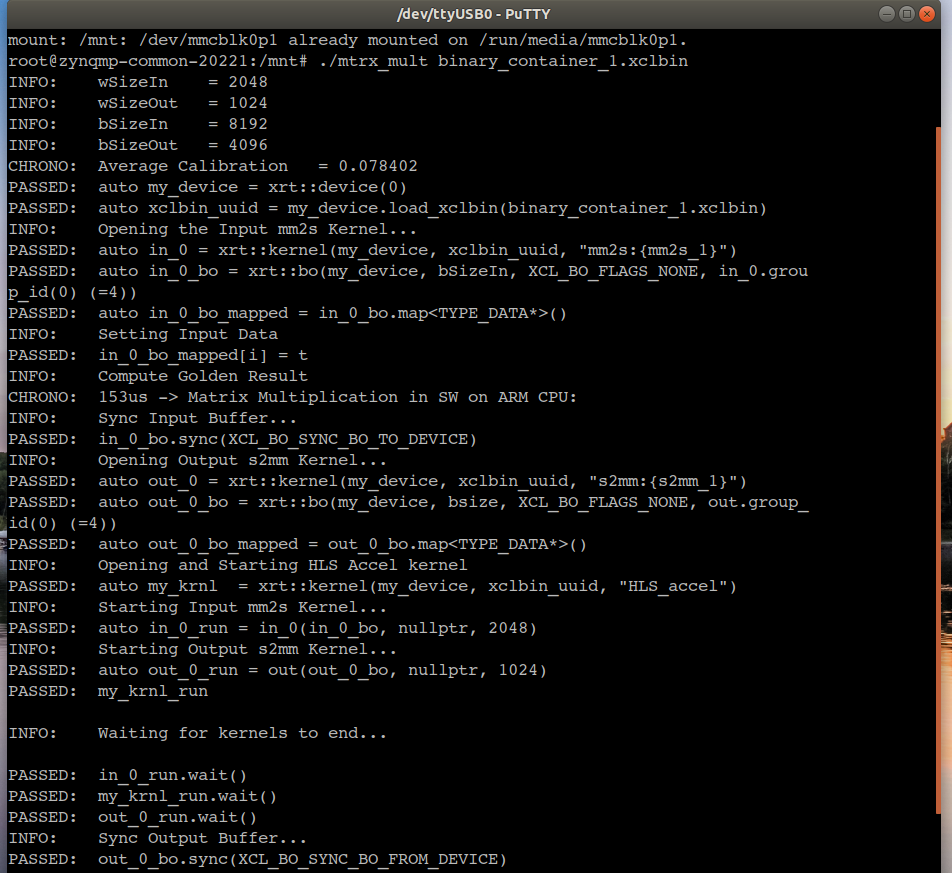 /dev/ttyUSB0 - PuTTY
mount: /mnt: /dev/mmcblk0p1 already mounted on /run/media/mmcblk0p1.
root@zynqmp-common-20221:/mnt# ./mtrx_mult binary_container_1.xclbin
INFO:    wSizeIn    = 2048
INFO:    wSizeOut   = 1024
INFO:    bSizeIn    = 8192
INFO:    bSizeOut   = 4096
CHRONO:  Average Calibration   = 0.078402
PASSED:  auto my_device = xrt::device(0)
PASSED:  auto xclbin_uuid = my_device.load_xclbin(binary_container_1.xclbin)
INFO:    Opening the Input mm2s Kernel...
PASSED:  auto in_0 = xrt::kernel(my_device, xclbin_uuid, "mm2s:{mm2s_1}")
PASSED:  auto in_0_bo = xrt::bo(my_device, bSizeIn, XCL_BO_FLAGS_NONE, in_0.grou
p_id(0) (=4))
PASSED:  auto in_0_bo_mapped = in_0_bo.map<TYPE_DATA*>()
INFO:    Setting Input Data
PASSED:  in_0_bo_mapped[i] = t
INFO:    Compute Golden Result
CHRONO:  153us -> Matrix Multiplication in SW on ARM CPU:
INFO:    Sync Input Buffer...
PASSED:  in_0_bo.sync(XCL_BO_SYNC_BO_TO_DEVICE)
INFO:    Opening Output s2mm Kernel...
PASSED:  auto out_0 = xrt::kernel(my_device, xclbin_uuid, "s2mm:{s2mm_1}")
PASSED:  auto out_0_bo = xrt::bo(my_device, bsize, XCL_BO_FLAGS_NONE, out.group_
id(0) (=4))
PASSED:  auto out_0_bo_mapped = out_0_bo.map<TYPE_DATA*>()
INFO:    Opening and Starting HLS Accel kernel
PASSED:  auto my_krnl  = xrt::kernel(my_device, xclbin_uuid, "HLS_accel")
INFO:    Starting Input mm2s Kernel...
PASSED:  auto in_0_run = in_0(in_0_bo, nullptr, 2048)
INFO:    Starting Output s2mm Kernel...
PASSED:  auto out_0_run = out(out_0_bo, nullptr, 1024)
PASSED:  my_krnl_run
INFO:    Waiting for kernels to end...
PASSED:  in_0_run.wait()
PASSED:  my_krnl_run.wait()
PASSED:  out_0_run.wait()
INFO:    Sync Output Buffer...
PASSED:  out_0_bo.sync(XCL_BO_SYNC_BO_FROM_DEVICE)